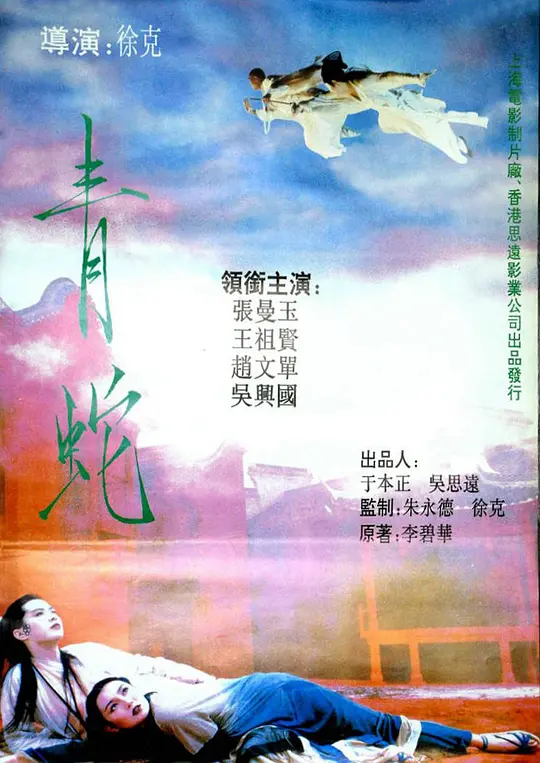 導演:徐克
青蛇
上海電影制片廠、香港思遠影業公司出品發行
領銜主演:
張曼玉
王祖賢
趙文單
吳興國
出品人:
于本正 吳思遠
監制:朱永德 徐克
原著:李碧華